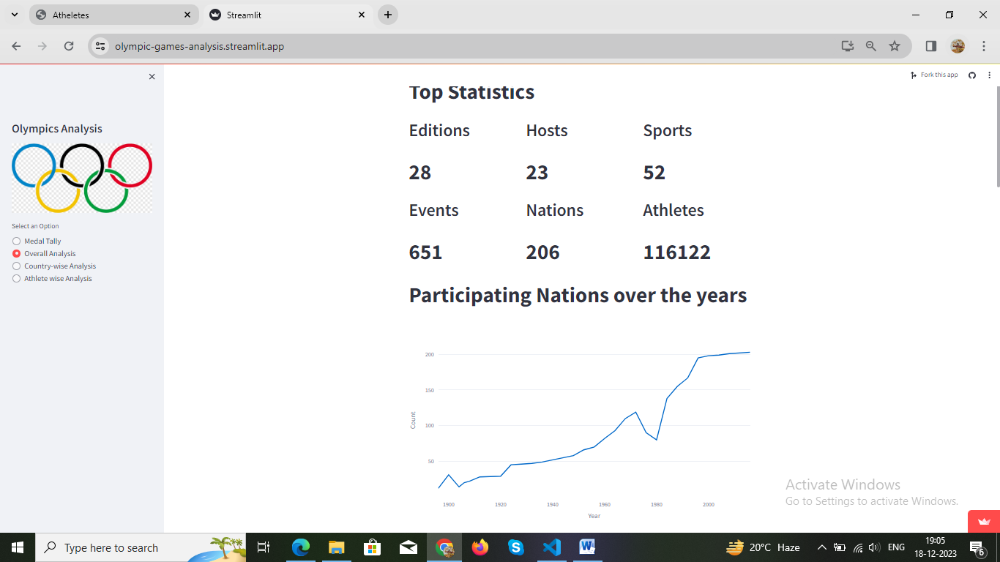 Atheletes
Streamlit
olympic-games-analysis.streamlit.app
Fork this app
Olympics Analysis
Select an Option
Medal Tally
Overall Analysis
Country-wise Analysis
Athlete wise Analysis
Top Statistics
Editions Hosts Sports
28 23 52
Events Nations Athletes
651 206 116122
Participating Nations over the years
200
150
100
50
Count
1900 1920 1940 1960 1980 2000
Year
Activate Windows
Go to Settings to activate Windows.
Type here to search
20°C Haze
ENG
19:05
18-12-2023
6